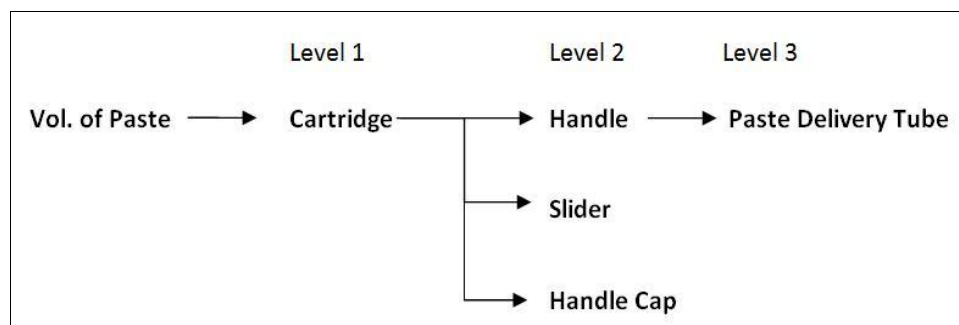 Level 1 Level 2 Level 3
Vol. of Paste Cartridge Handle Paste Delivery Tube
Slider
Handle Cap